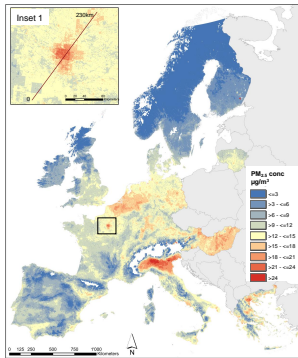 Inset 1
230km
0
PM2.5 conc
µg/m³
<=3
>3 - <=6
>6 - <=9
>9 - <=12
>12 - <=15
>15 - <=18
>18 - <=21
>21 - <=24
>24
0 125 250 500 750 1000
Kilometers
N